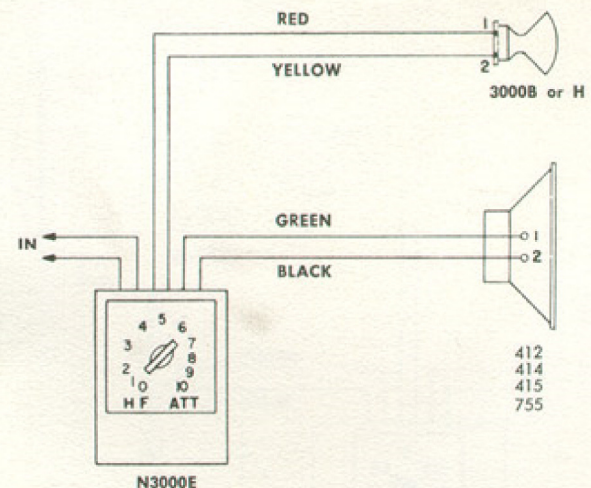 RED
1
YELLOW
2
3000B or H
GREEN
1
IN
2
BLACK
5
4 6
3 7
2 8
1 9
0 10
HF ATT
412
414
415
755
N3000E